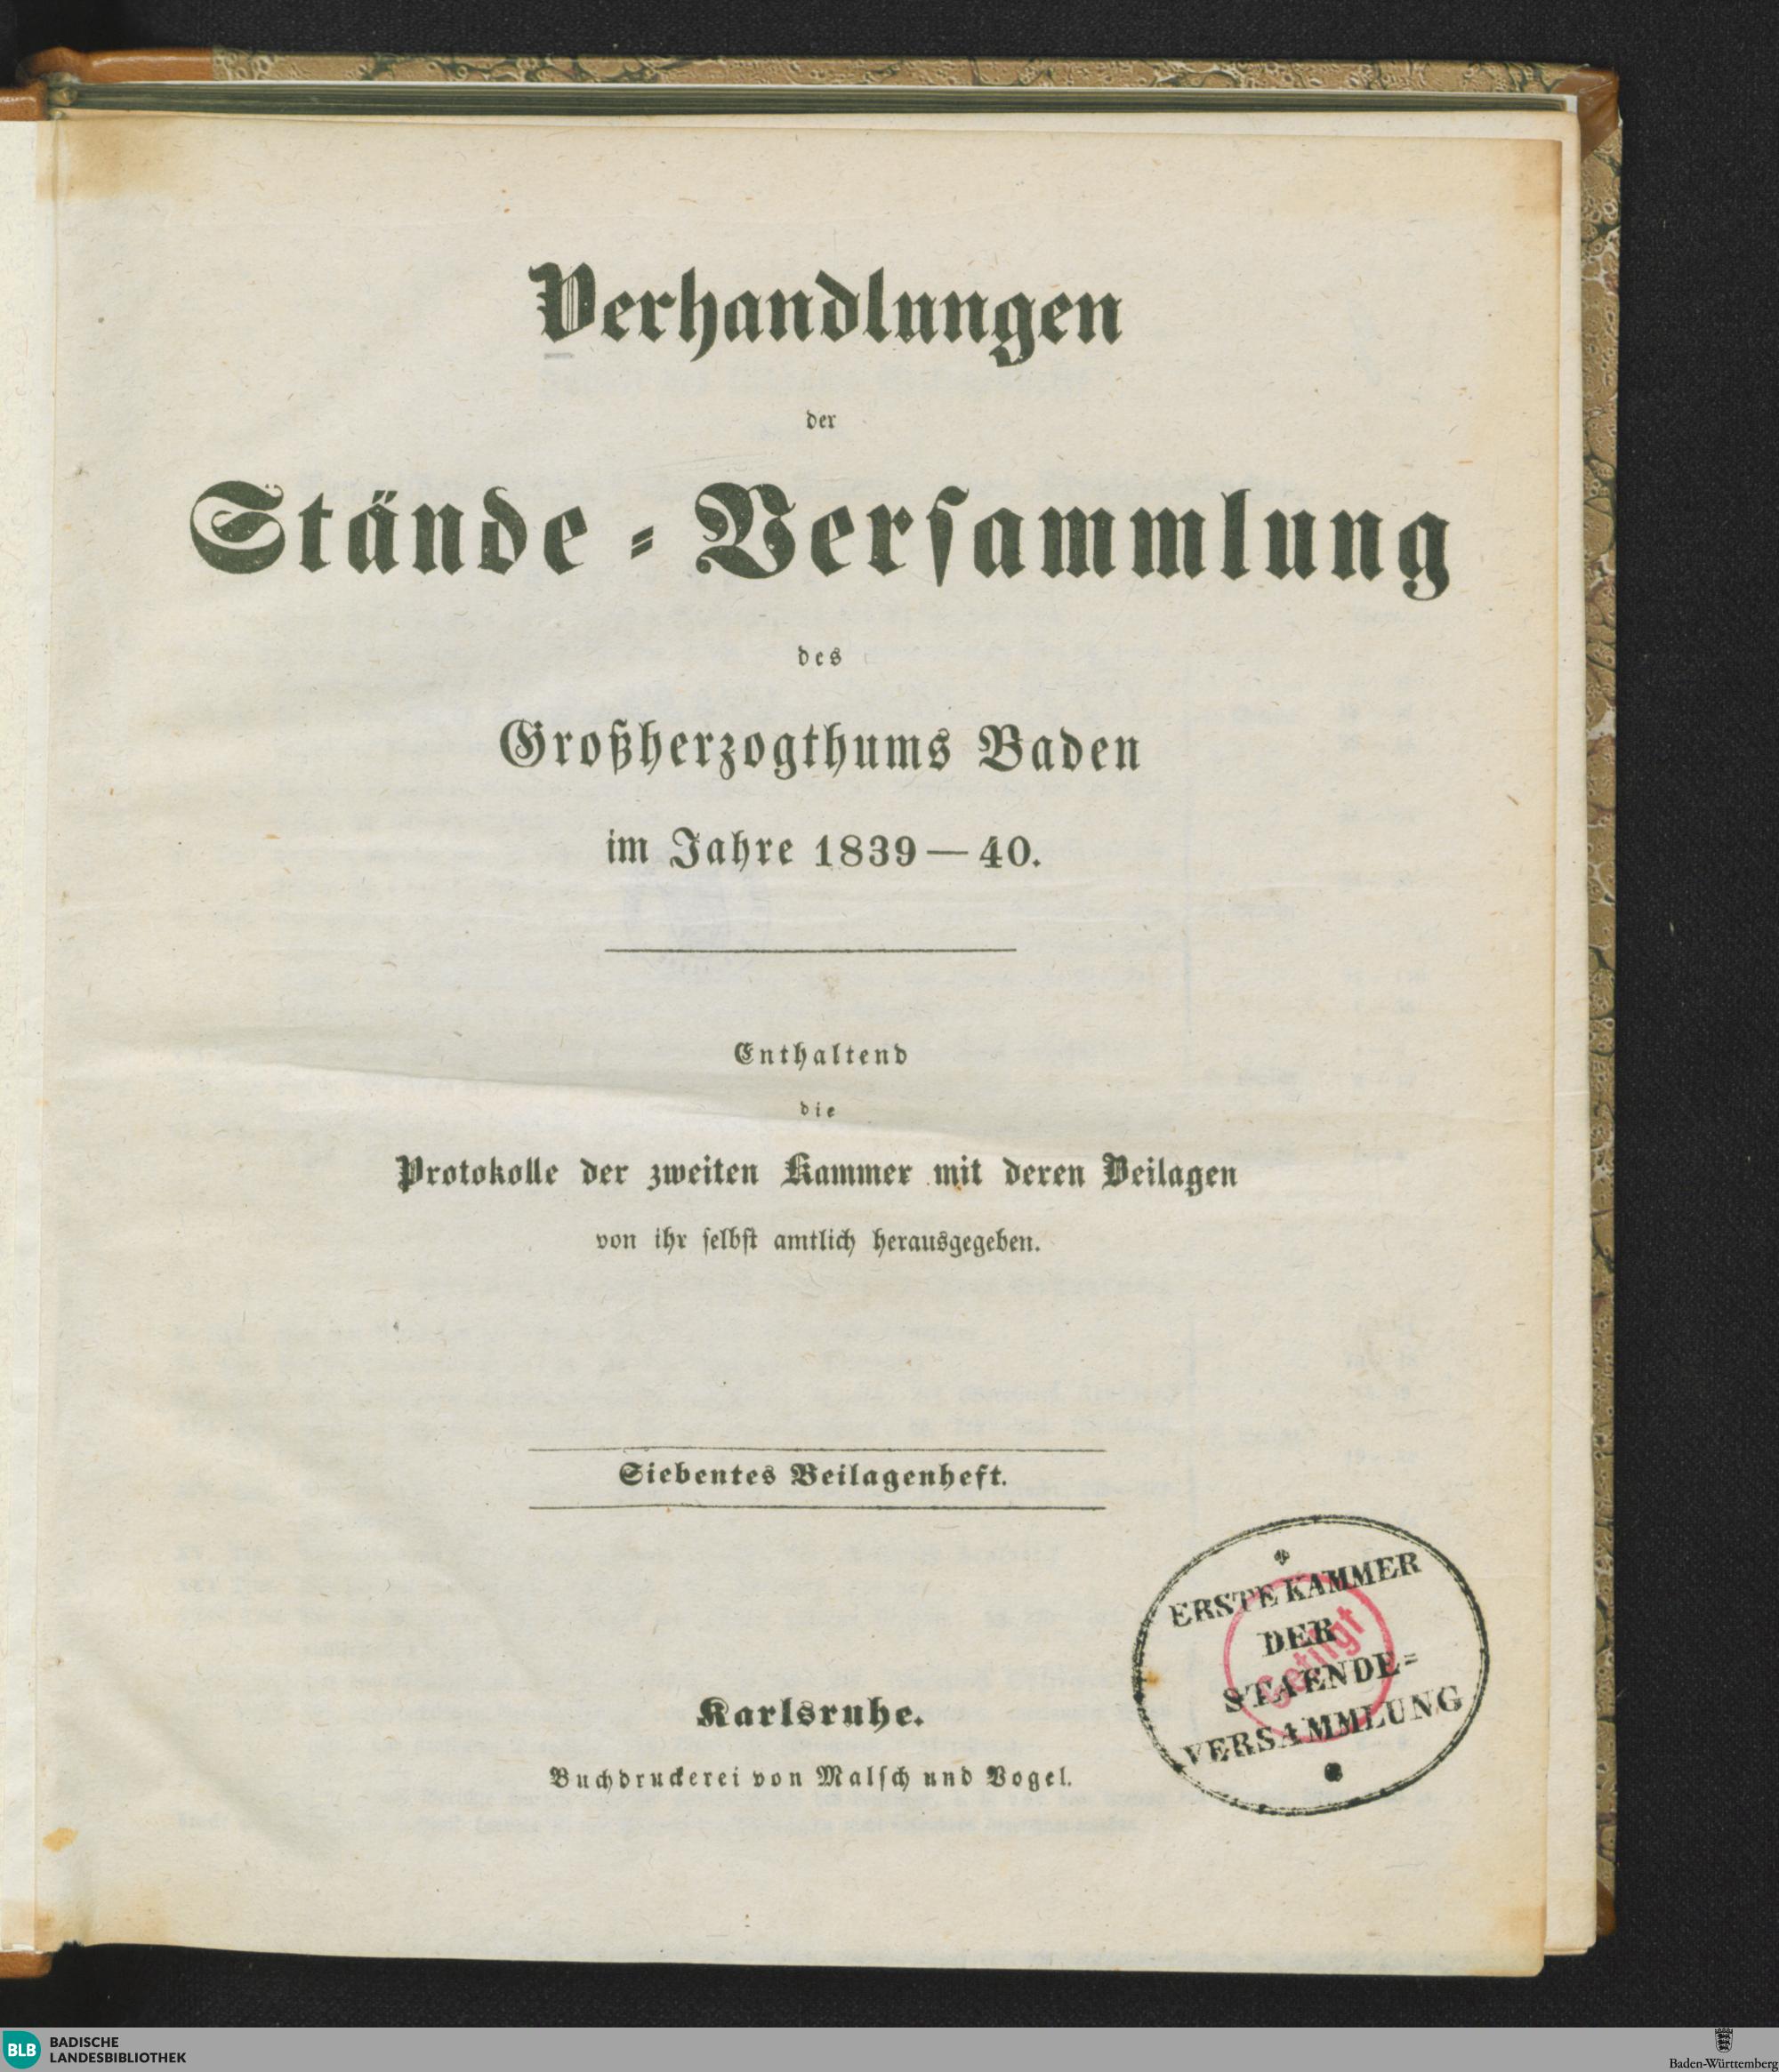 Verhandlungen
der
Stände-Versammlung
des
Großherzogthums Baden
im Jahre 1839—40.
Enthaltend
die
Protokolle der zweiten Kammer mit deren Beilagen
von ihr selbst amtlich herausgegeben.
Siebentes Beilagenheft.
ERSTE KAMMER
DER
STAENDE=
VERSAMMLUNG
Getilgt
Karlsruhe.
Buchdruckerei von Malsch und Vogel.
BLB
BADISCHE
LANDESBIBLIOTHEK
Baden-Württemberg